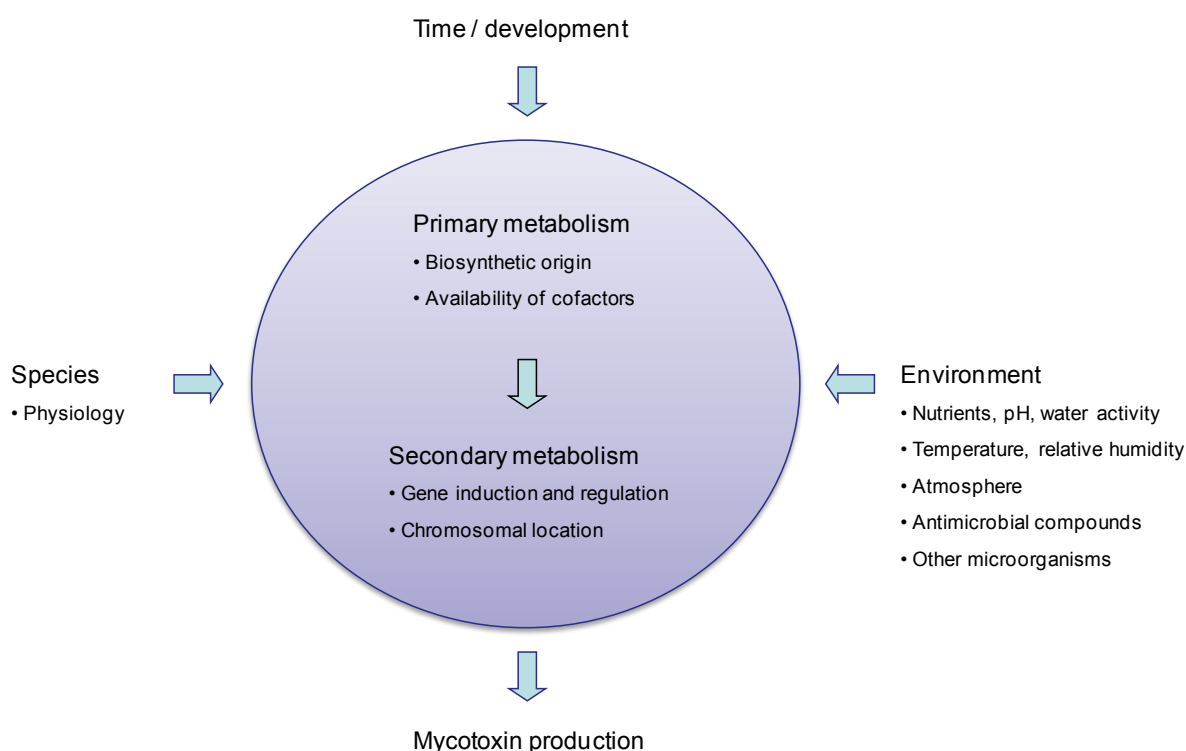 Time / development
Primary metabolism
• Biosynthetic origin
• Availability of cofactors
Species
• Physiology
Environment
• Nutrients, pH, water activity
• Temperature, relative humidity
• Atmosphere
• Antimicrobial compounds
• Other microorganisms
Secondary metabolism
• Gene induction and regulation
• Chromosomal location
Mycotoxin production